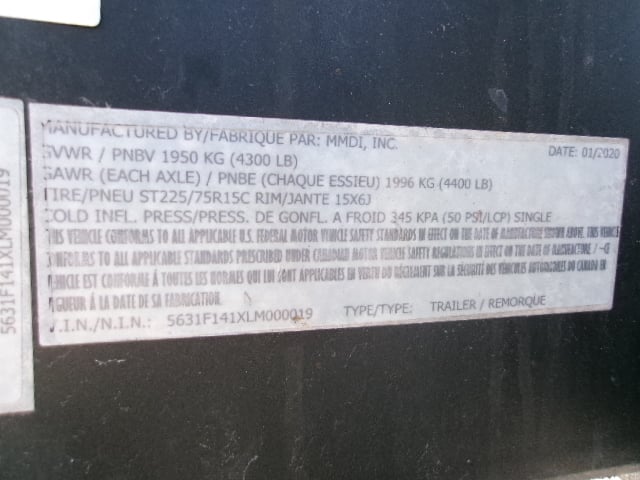 MANUFACTURED BY/FABRIQUE PAR: MMDI, INC. DATE: 01/2020
GVWR / PNBV 1950 KG (4300 LB)
GAWR (EACH AXLE) / PNBE (CHAQUE ESSIEU) 1996 KG (4400 LB)
TIRE/PNEU ST225/75R15C RIM/JANTE 15X6J
COLD INFL. PRESS/PRESS. DE GONFL. A FROID 345 KPA (50 PSI/LCP) SINGLE
THIS VEHICLE CONFORMS TO ALL APPLICABLE U.S. FEDERAL MOTOR VEHICLE SAFETY STANDARDS IN EFFECT ON THE DATE OF MANUFACTURE SHOWN ABOVE. THIS VEHICLE
CONFORMS TO ALL APPLICABLE STANDARDS PRESCRIBED UNDER CANADIAN MOTOR VEHICLE SAFETY REGULATIONS IN EFFECT ON THE DATE OF MANUFACTURE / CE
VEHICULE EST CONFORME A TOUTES LES NORMES QUI LUI SONT APPLICABLES EN VERTU DU RÈGLEMENT SUR LA SÉCURITÉ DES VÉHICULES AUTOMOBILES DU CANADA EN
VIGUEUR À LA DATE DE SA FABRICATION.
V.I.N./N.I.N.: 5631F141XLM000019 TYPE/TYPE: TRAILER / REMORQUE
5631F141XLM000019